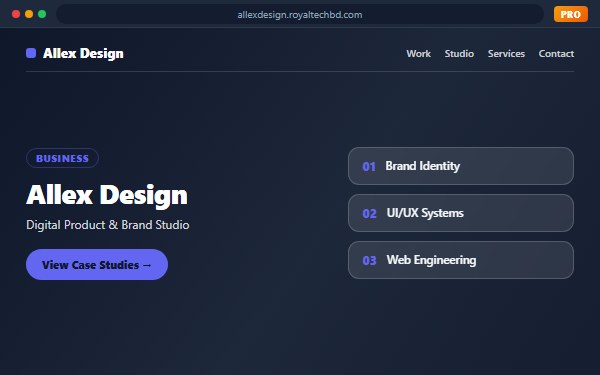 allexdesign.royaltechbd.com
PRO
Allex Design
Work Studio Services Contact
BUSINESS
Allex Design
Digital Product & Brand Studio
View Case Studies →
01 Brand Identity
02 UI/UX Systems
03 Web Engineering